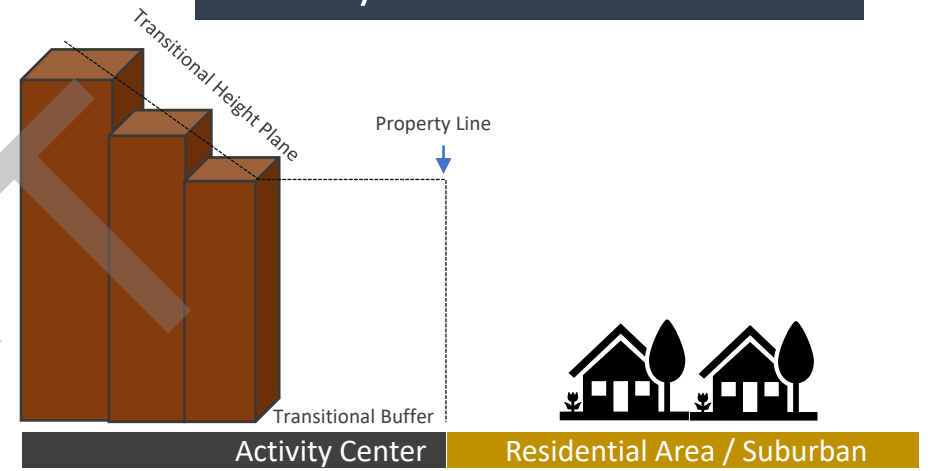 Transitional Height Plane
Property Line
Transitional Buffer
Activity Center
Residential Area / Suburban